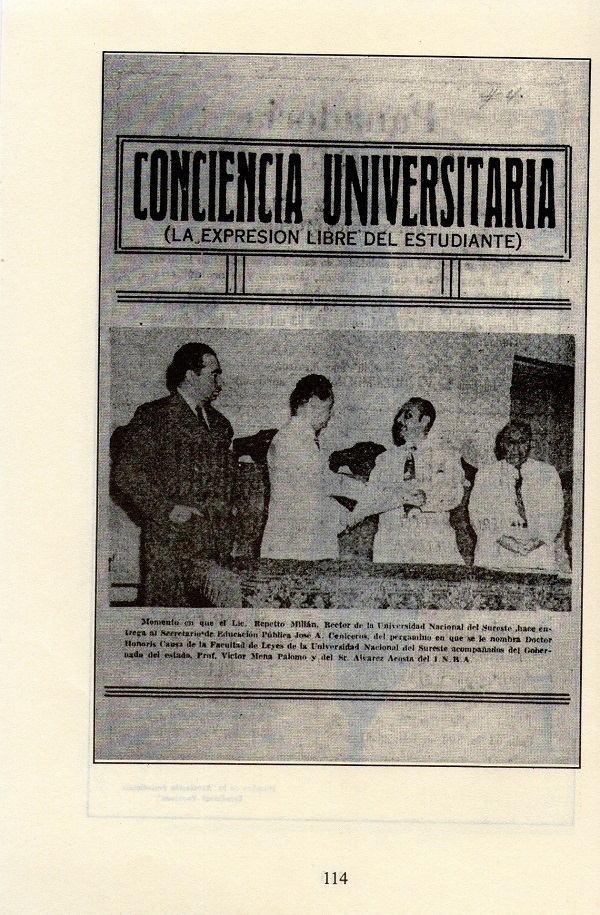 CONCIENCIA UNIVERSITARIA
(LA EXPRESION LIBRE DEL ESTUDIANTE)
Momento en que el Lic. Repetto Milián, Rector de la Universidad Nacional del Sureste ,hace en-
trega al Secretario de Educación Pública José A. Ceniceros, del pergamino en que se le nombra Doctor
Honoris Causa de la Facultad de Leyes de la Universidad Nacional del Sureste acompañados del Gober-
nado del estado, Prof. Víctor Mena Palomo y del Sr. Alvarez Acosta del I.N.B.A.
114